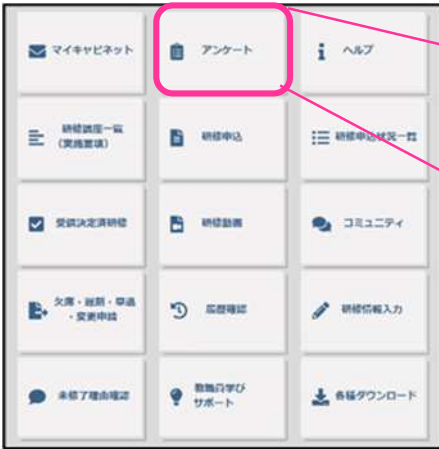 マイキャビネット
アンケート
ヘルプ
研修講座一覧
(実施要項)
研修申込
研修申込状況一覧
受講決定済研修
研修動画
コミュニティ
欠席・遅刻・早退
・変更申請
履歴確認
研修情報入力
未修了理由確認
教職員学び
サポート
各種ダウンロード